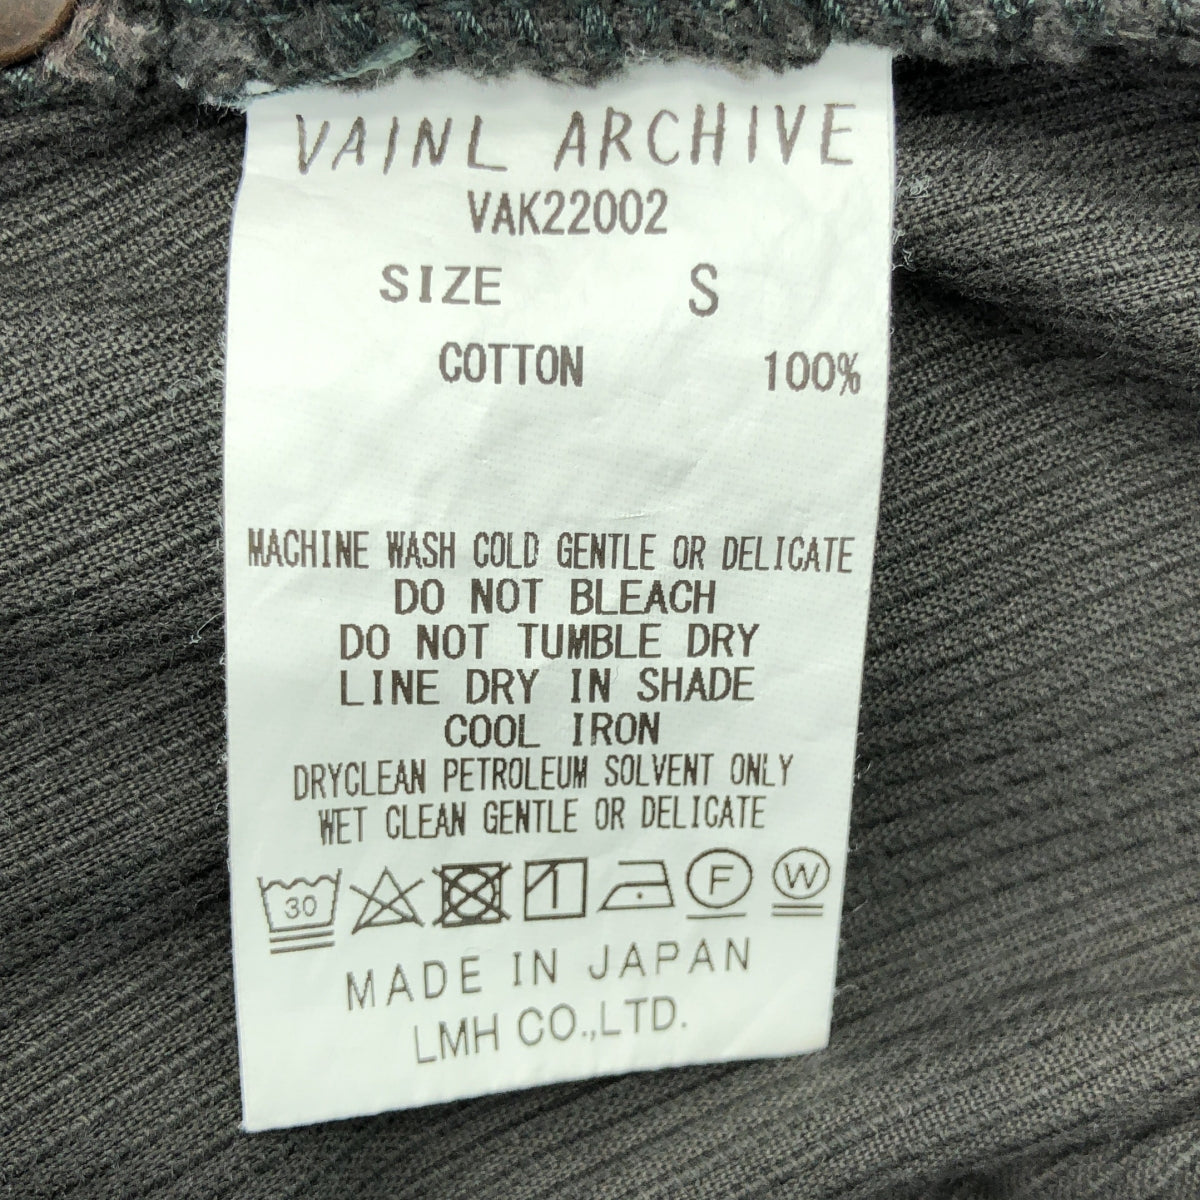 VAINL ARCHIVE
VAK22002
SIZE S
COTTON 100%
MACHINE WASH COLD GENTLE OR DELICATE
DO NOT BLEACH
DO NOT TUMBLE DRY
LINE DRY IN SHADE
COOL IRON
DRYCLEAN PETROLEUM SOLVENT ONLY
WET CLEAN GENTLE OR DELICATE
30 F W
MADE IN JAPAN
LMH CO.,LTD.